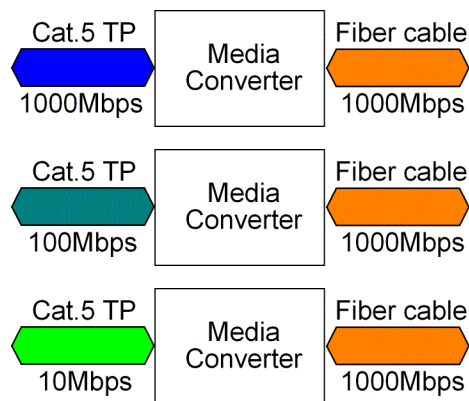 Cat.5 TP
Media
Converter
Fiber cable
1000Mbps
1000Mbps
Cat.5 TP
Media
Converter
Fiber cable
100Mbps
1000Mbps
Cat.5 TP
Media
Converter
Fiber cable
10Mbps
1000Mbps